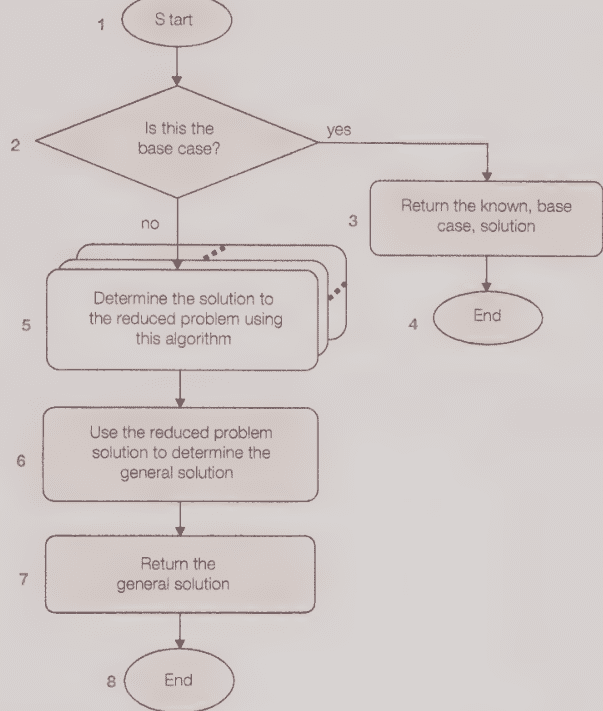 1
Start
2
Is this the
base case?
yes
no
3
Return the known, base
case, solution
4
End
5
Determine the solution to
the reduced problem using
this algorithm
6
Use the reduced problem
solution to determine the
general solution
7
Return the
general solution
8
End